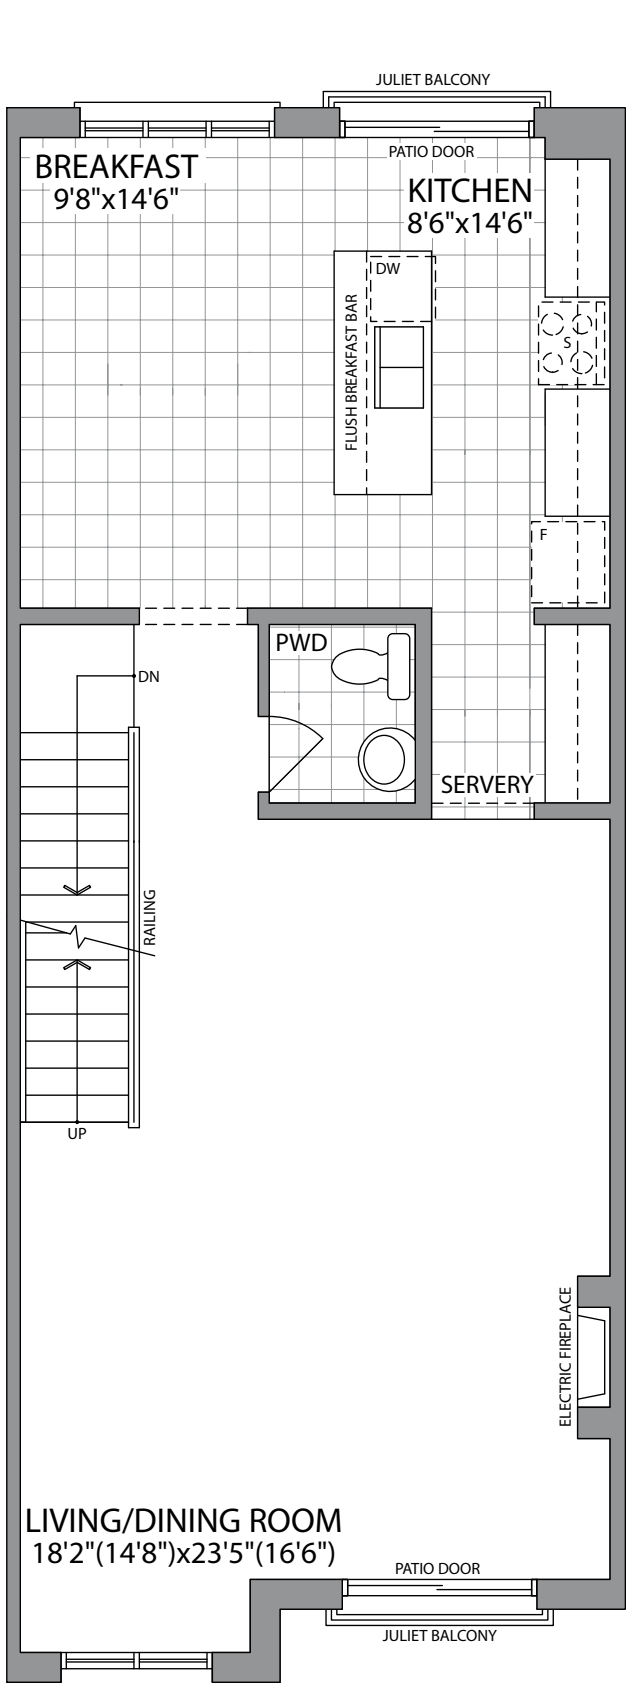 JULIET BALCONY
PATIO DOOR
BREAKFAST
9'8"x14'6"
KITCHEN
8'6"x14'6"
DW
FLUSH BREAKFAST BAR
S
F
PWD
DN
SERVERY
RAILING
UP
ELECTRIC FIREPLACE
LIVING/DINING ROOM
18'2"(14'8")x23'5"(16'6")
PATIO DOOR
JULIET BALCONY